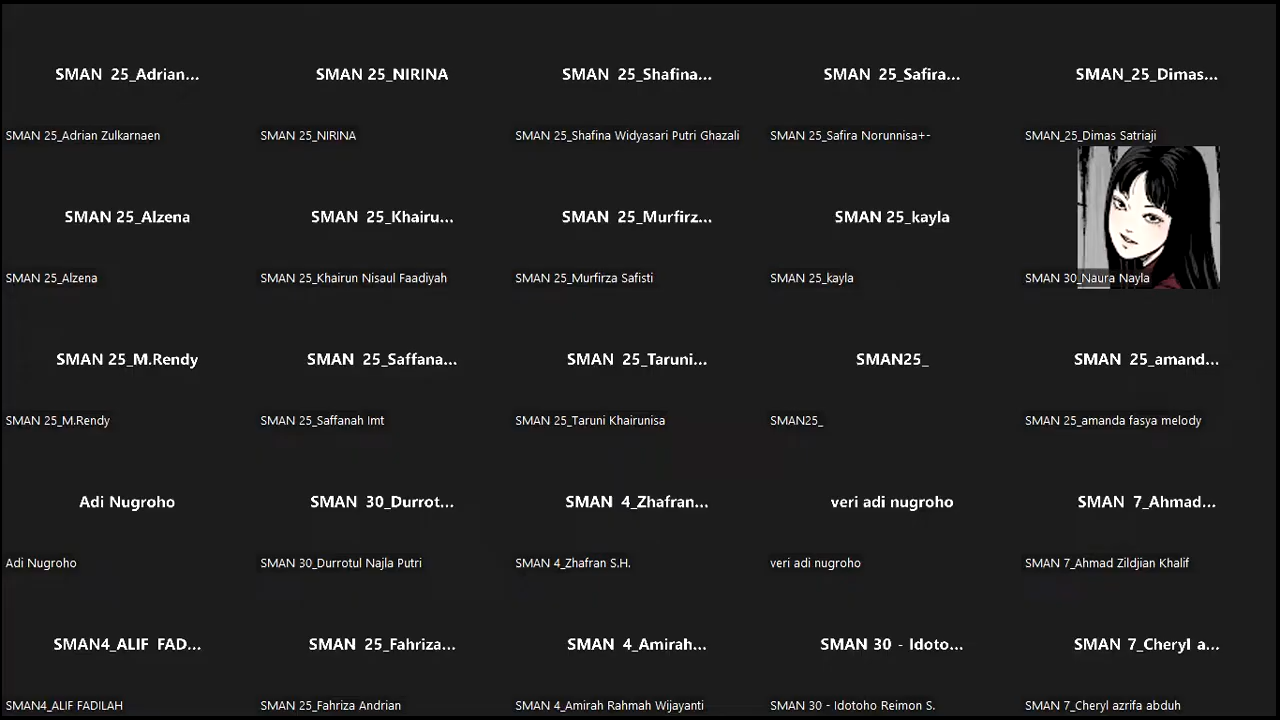 SMAN 25_Adrian...
SMAN 25_NIRINA
SMAN 25_Shafina...
SMAN 25_Safira...
SMAN_25_Dimas...
SMAN 25_Adrian Zulkarnaen
SMAN 25_NIRINA
SMAN 25_Shafina Widyasari Putri Ghazali
SMAN 25_Safira Norunnisa+-
SMAN_25_Dimas Satriaji
SMAN 25_Alzena
SMAN 25_Khairu...
SMAN 25_Murfirz...
SMAN 25_kayla
SMAN 25_Alzena
SMAN 25_Khairun Nisaul Faadiyah
SMAN 25_Murfirza Safisti
SMAN 25_kayla
SMAN 30_Naura Nayla
SMAN 25_M.Rendy
SMAN 25_Saffana...
SMAN 25_Taruni...
SMAN25_
SMAN 25_amand...
SMAN 25_M.Rendy
SMAN 25_Saffanah Imt
SMAN 25_Taruni Khairunisa
SMAN25_
SMAN 25_amanda fasya melody
Adi Nugroho
SMAN 30_Durrot...
SMAN 4_Zhafran...
veri adi nugroho
SMAN 7_Ahmad...
Adi Nugroho
SMAN 30_Durrotul Najla Putri
SMAN 4_Zhafran S.H.
veri adi nugroho
SMAN 7_Ahmad Zildjian Khalif
SMAN4_ALIF FAD...
SMAN 25_Fahriza...
SMAN 4_Amirah...
SMAN 30 - Idoto...
SMAN 7_Cheryl a...
SMAN4_ALIF FADILAH
SMAN 25_Fahriza Andrian
SMAN 4_Amirah Rahmah Wijayanti
SMAN 30 - Idotoho Reimon S.
SMAN 7_Cheryl azrifa abduh